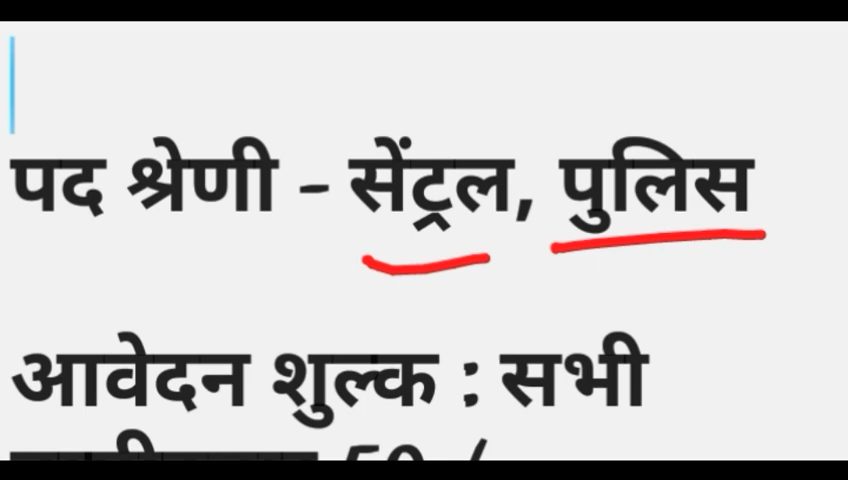 पद श्रेणी - सेंट्रल, पुलिस
आवेदन शुल्क : सभी